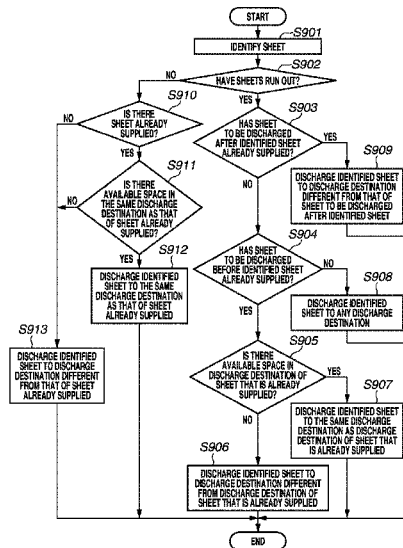 START
S901
IDENTIFY SHEET
S902
HAVE SHEETS RUN OUT?
NO
YES
S910
IS THERE
SHEET ALREADY
SUPPLIED?
NO
YES
S903
HAS SHEET
TO BE DISCHARGED
AFTER IDENTIFIED SHEET
ALREADY SUPPLIED?
YES
NO
S909
DISCHARGE IDENTIFIED
SHEET TO DISCHARGE
DESTINATION
DIFFERENT FROM THAT OF
SHEET TO BE DISCHARGED
AFTER IDENTIFIED SHEET
S911
IS THERE
AVAILABLE SPACE IN
THE SAME DISCHARGE
DESTINATION AS THAT
OF SHEET ALREADY
SUPPLIED?
NO
YES
S904
HAS SHEET
TO BE DISCHARGED
BEFORE IDENTIFIED SHEET
ALREADY SUPPLIED?
NO
YES
S912
DISCHARGE IDENTIFIED
SHEET TO THE SAME
DISCHARGE DESTINATION
AS THAT OF SHEET
ALREADY SUPPLIED
S908
DISCHARGE IDENTIFIED
SHEET TO ANY DISCHARGE
DESTINATION
S913
DISCHARGE IDENTIFIED
SHEET TO DISCHARGE
DESTINATION DIFFERENT
FROM THAT OF SHEET
ALREADY SUPPLIED
S905
IS THERE
AVAILABLE SPACE IN
DISCHARGE DESTINATION OF
SHEET THAT IS ALREADY
SUPPLIED?
YES
NO
S907
DISCHARGE IDENTIFIED
SHEET TO THE SAME
DESTINATION AS DISCHARGE
DESTINATION OF SHEET THAT
IS ALREADY SUPPLIED
S906
DISCHARGE IDENTIFIED SHEET TO
DISCHARGE DESTINATION DIFFERENT
FROM DISCHARGE DESTINATION OF
SHEET THAT IS ALREADY SUPPLIED
END